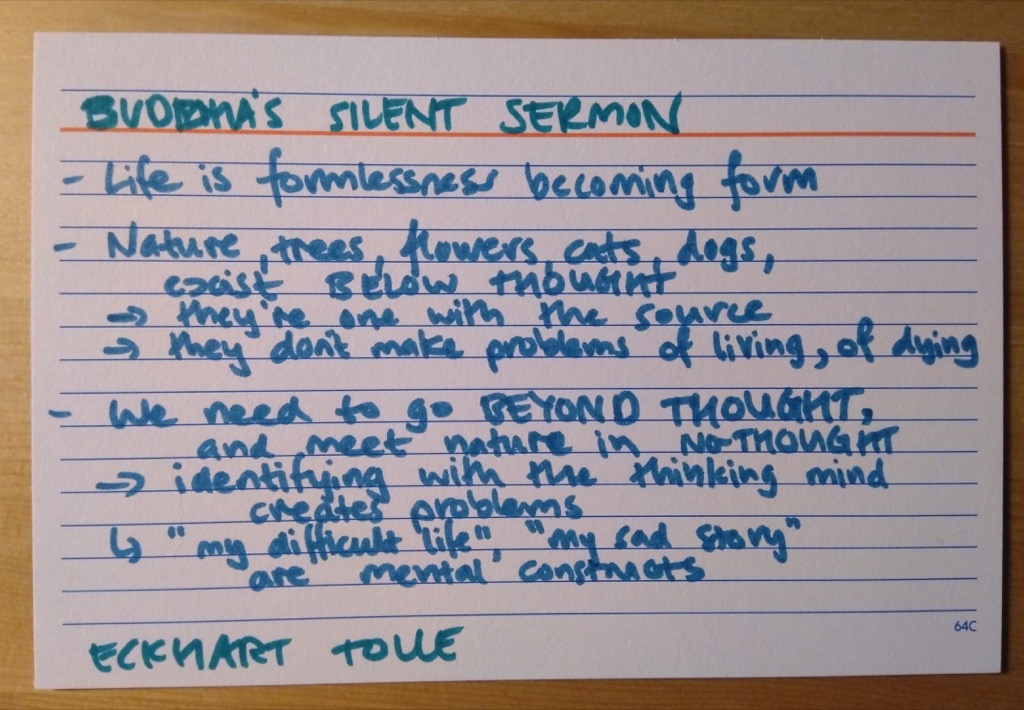 BUDDHA'S SILENT SERMON
- Life is formlessness becoming form
- Nature, trees, flowers, cats, dogs,
exist BELOW THOUGHT
→ they're one with the source
→ they don't make problems of living, of dying
- We need to go BEYOND THOUGHT,
and meet nature in NO-THOUGHT
→ identifying with the thinking mind
creates problems
↳ "my difficult life", "my sad story"
are mental constructs
64C
ECKHART TOLLE